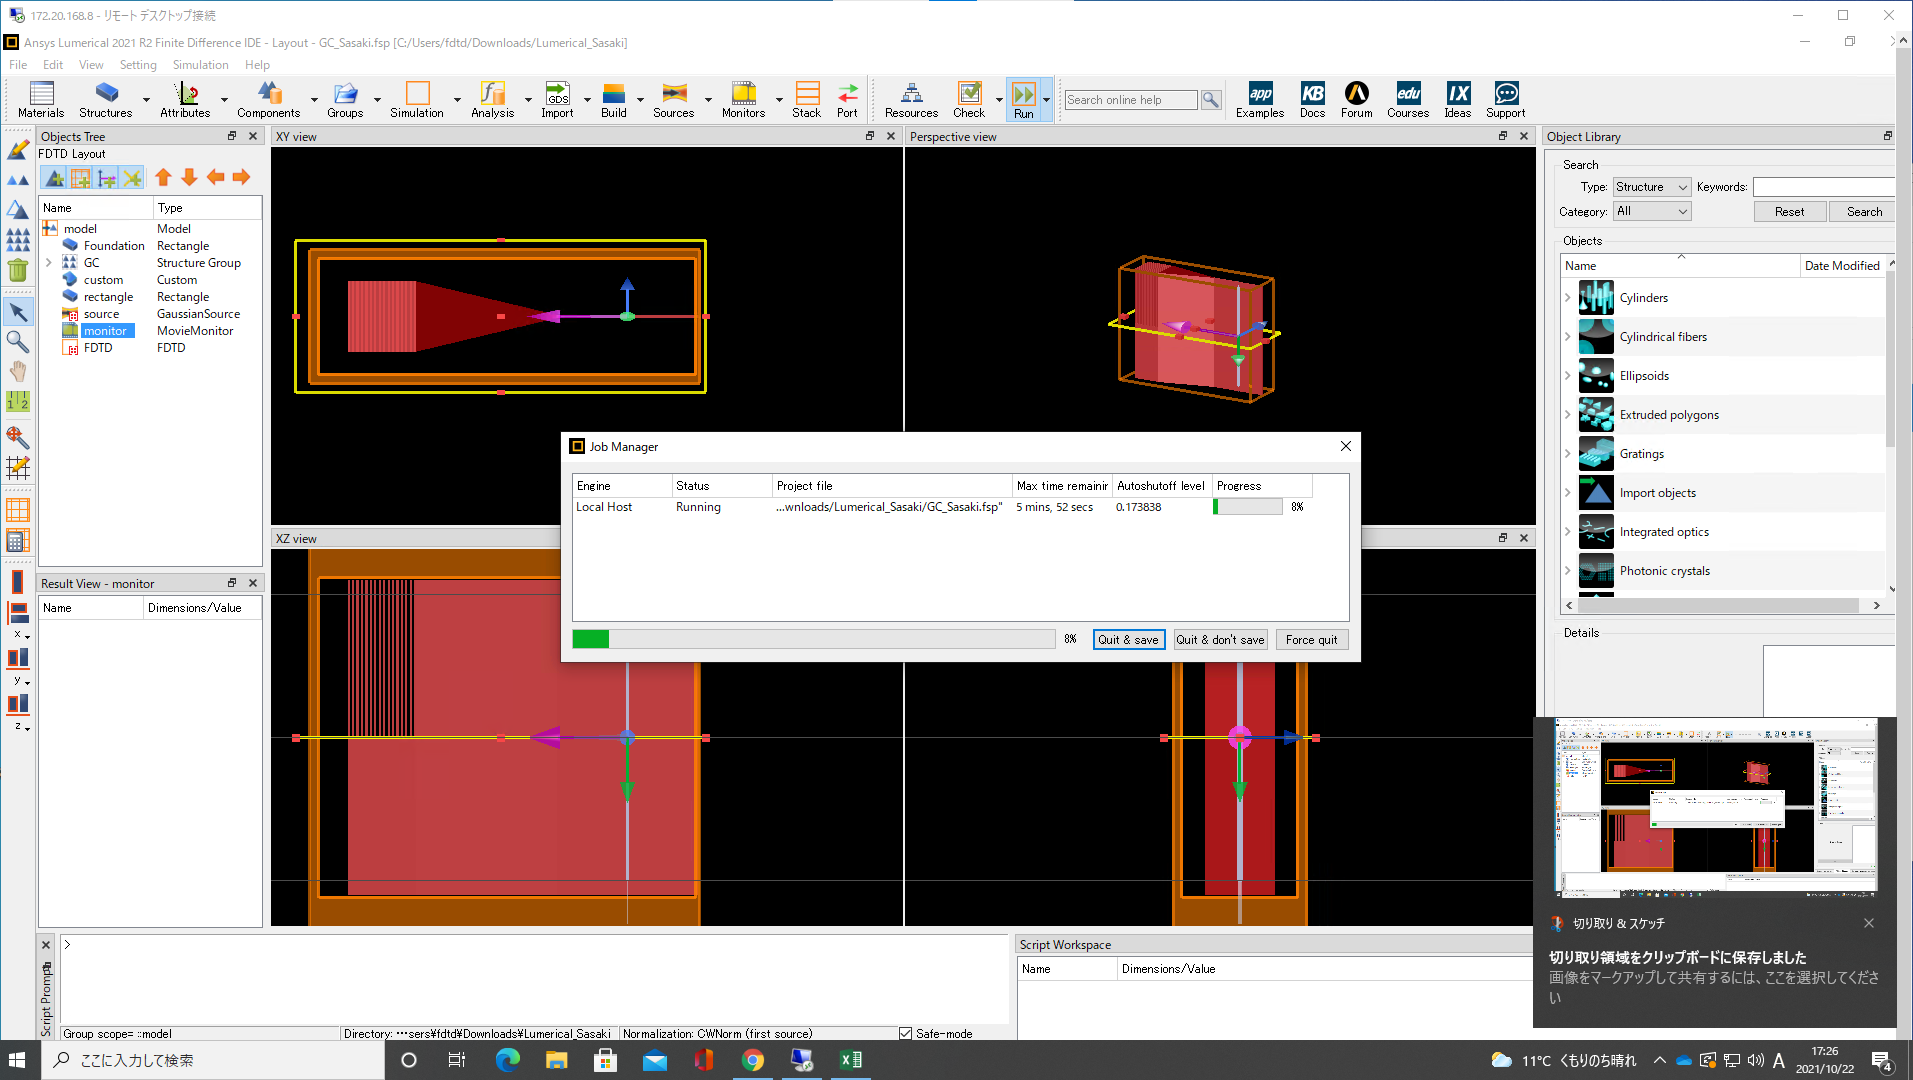 172.20.168.8 - リモート デスクトップ接続
Ansys Lumerical 2021 R2 Finite Difference IDE - Layout - GC_Sasaki.fsp [C:/Users/fdtd/Downloads/Lumerical_Sasaki]
File Edit View Setting Simulation Help
Materials Structures Attributes Components Groups Simulation Analysis Import Build Sources Monitors Stack Port Resources Check Run
GDS
Search online help
app KB edu IX
Examples Docs Forum Courses Ideas Support
Objects Tree
FDTD Layout
Name Type
model Model
Foundation Rectangle
GC Structure Group
custom Custom
rectangle Rectangle
source GaussianSource
monitor MovieMonitor
FDTD FDTD
XY view
Perspective view
XZ view
Object Library
Search
Type: Structure Keywords:
Category: All Reset Search
Objects
Name Date Modified
Cylinders
Cylindrical fibers
Ellipsoids
Extruded polygons
Gratings
Import objects
Integrated optics
Photonic crystals
Details
Job Manager
Engine Status Project file Max time remainir Autoshutoff level Progress
Local Host Running ...wnloads/Lumerical_Sasaki/GC_Sasaki.fsp" 5 mins, 52 secs 0.173838 8%
8% Quit & save Quit & don't save Force quit
Result View - monitor
Name Dimensions/Value
1 2
x
y
z
Script Prompt
>
Group scope= ::model Directory: …sers¥fdtd¥Downloads¥Lumerical_Sasaki Normalization: CWNorm (first source) Safe-mode
Script Workspace
Name Dimensions/Value
切り取り & スケッチ
切り取り領域をクリップボードに保存しました
画像をマークアップして共有するには、ここを選択してくださ
い
ここに入力して検索
11°C くもりのち晴れ
A
17:26
2021/10/22
4